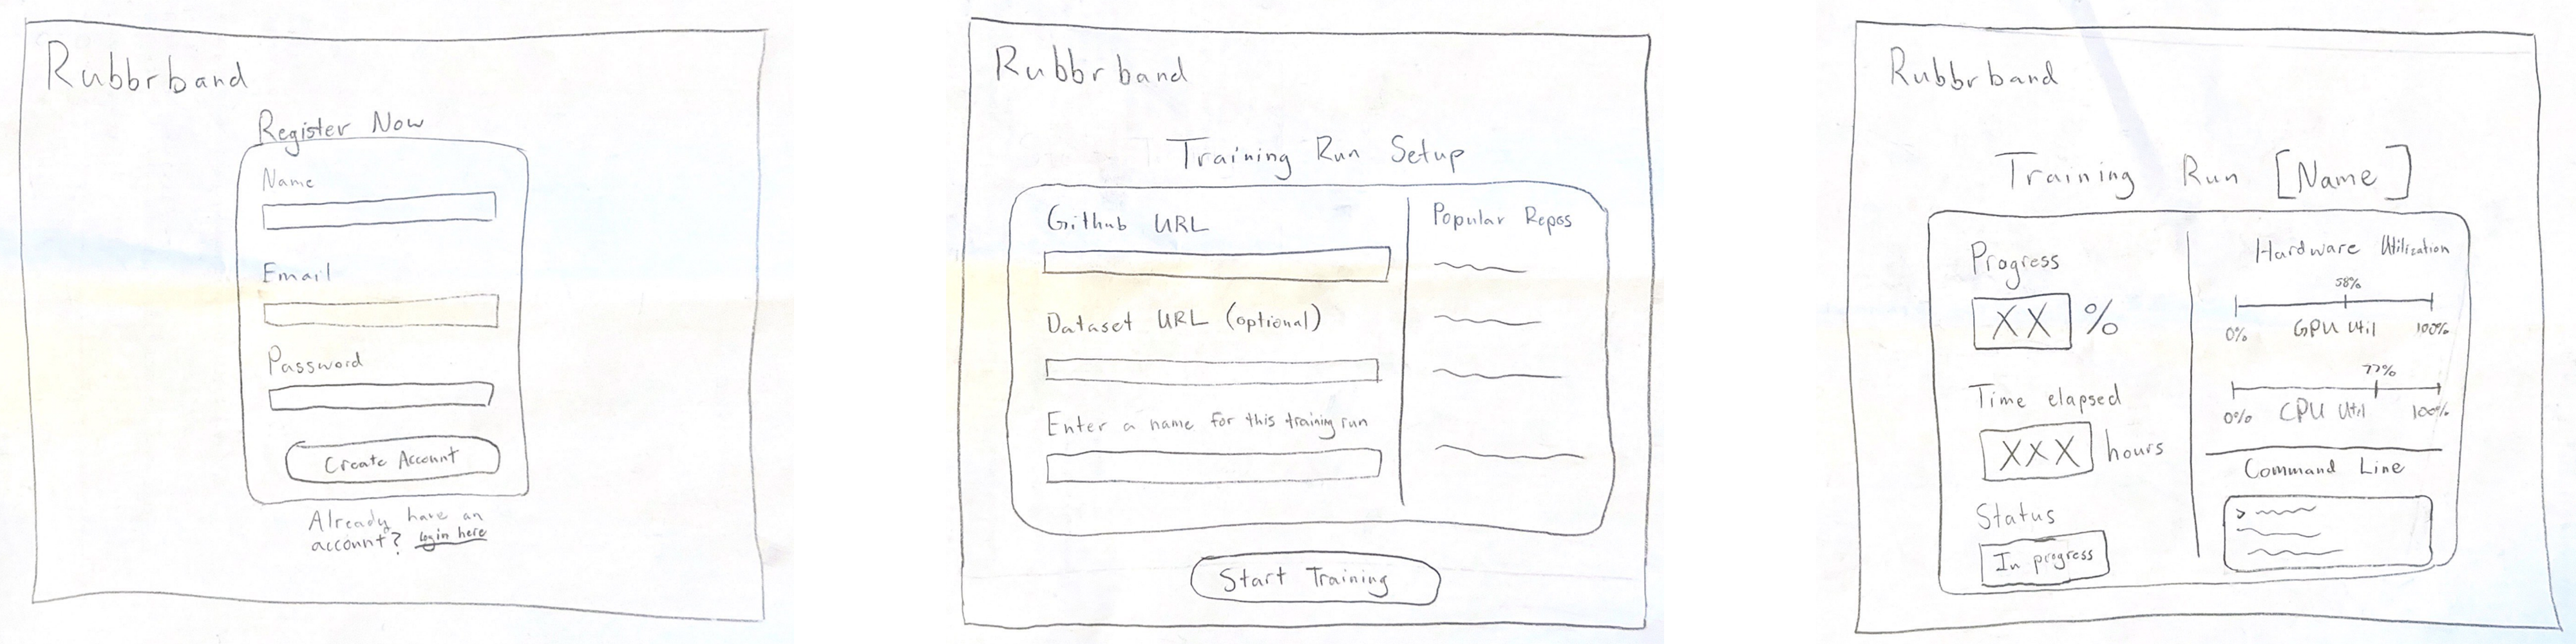 Rubbrband
Register Now
Name
Email
Password
Create Account
Already have an
account? login here
Rubbrband
Training Run Setup
Github URL
Dataset URL (optional)
Enter a name for this training run
Popular Repos
Start Training
Rubbrband
Training Run [Name]
Progress
XX %
Time elapsed
XXX hours
Status
In progress
Hardware Utilization
58%
0% GPU Util 100%
77%
0% CPU Util 100%
Command Line
>